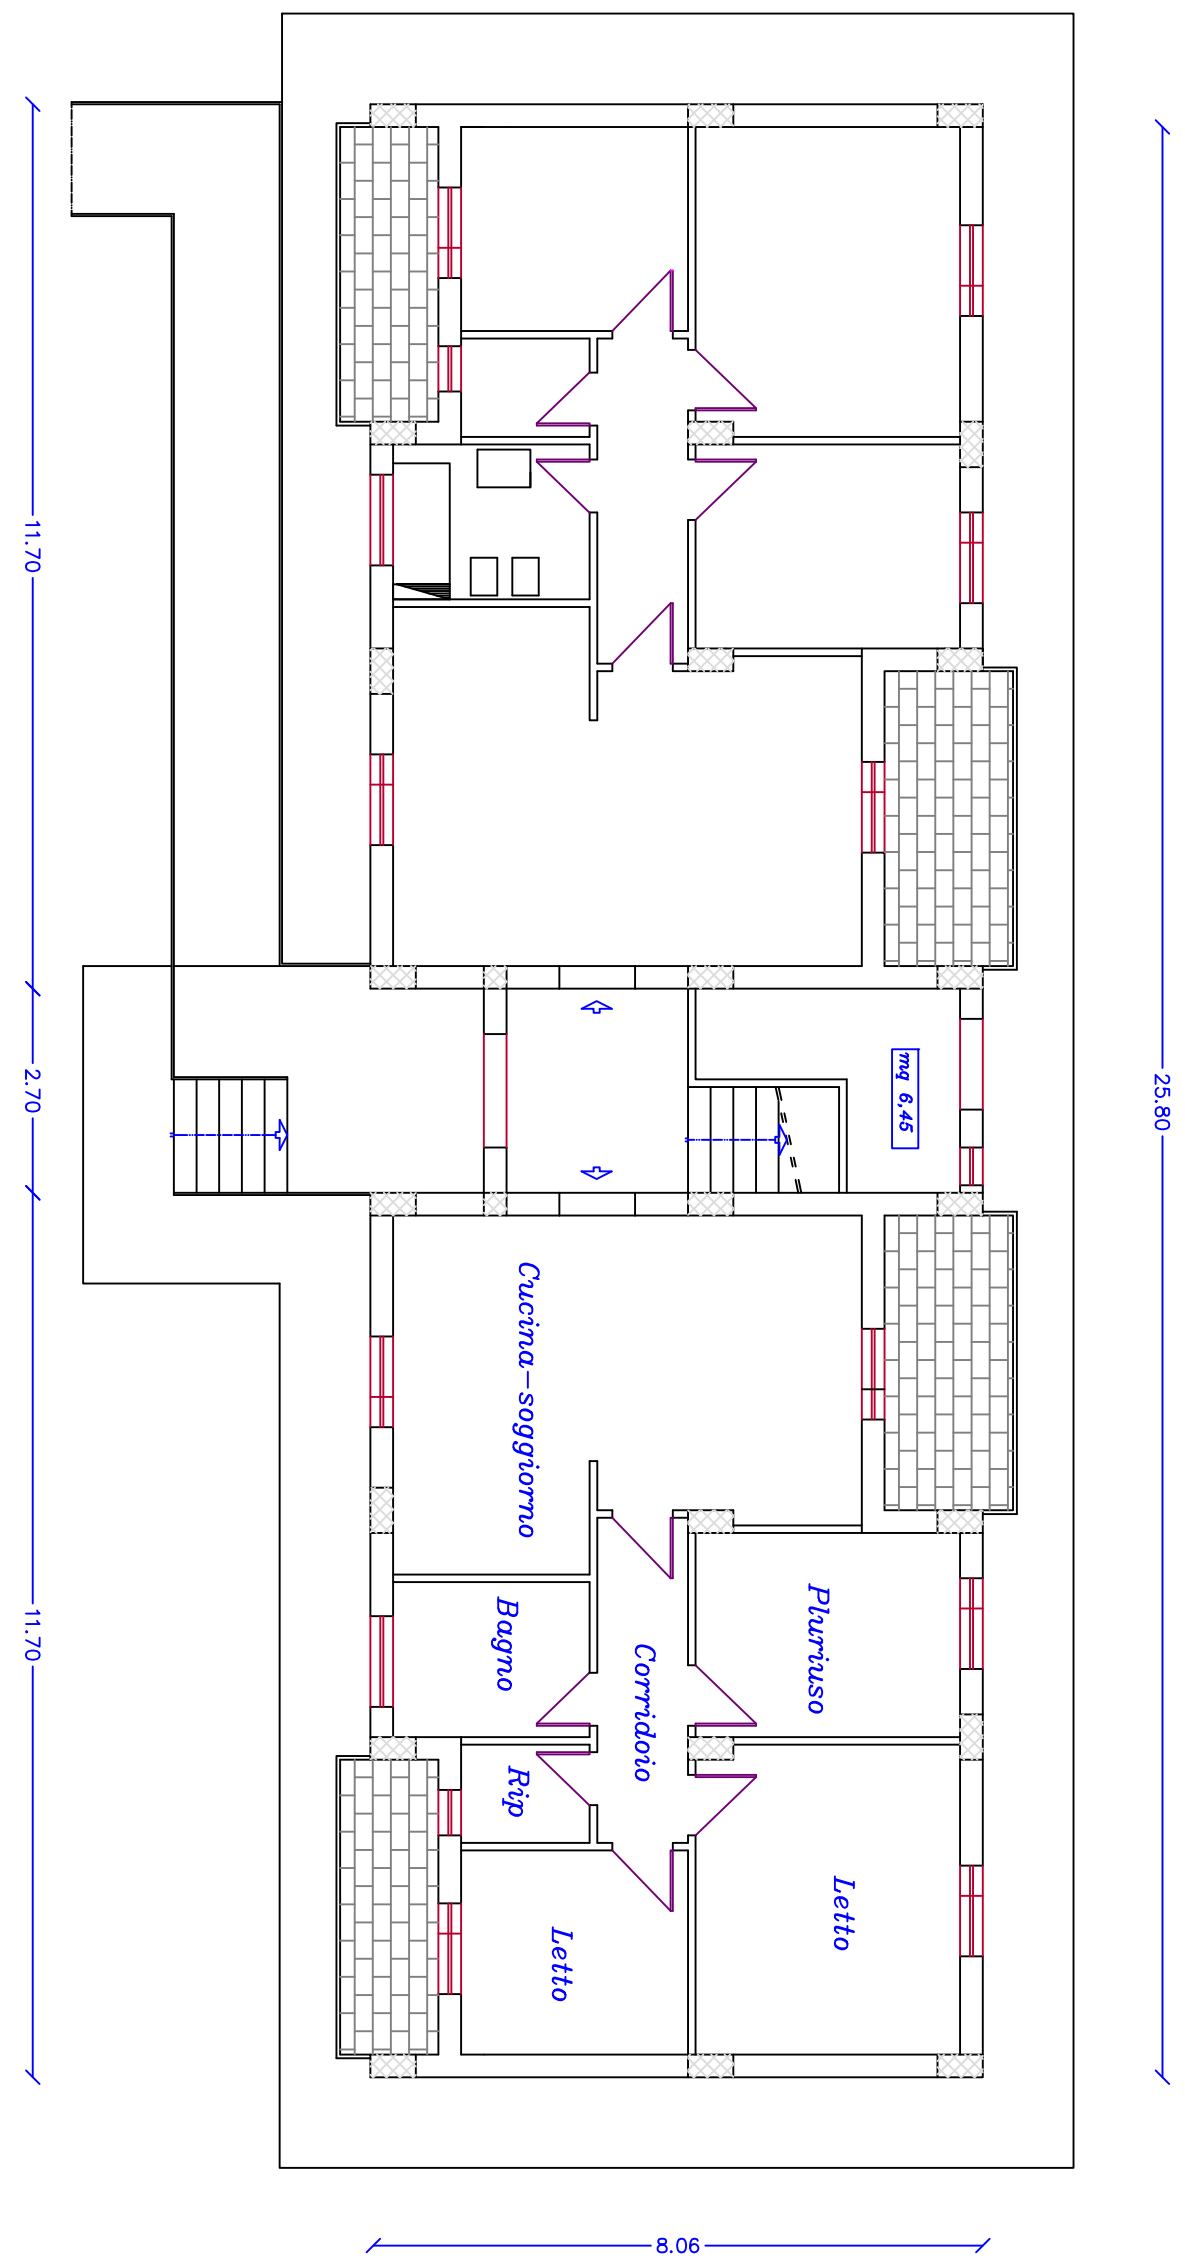 11.70
2.70
11.70
25.80
8.06
mq 6,45
Cucina-soggiorno
Bagno
Corridoio
Pluriuso
Rip
Letto
Letto